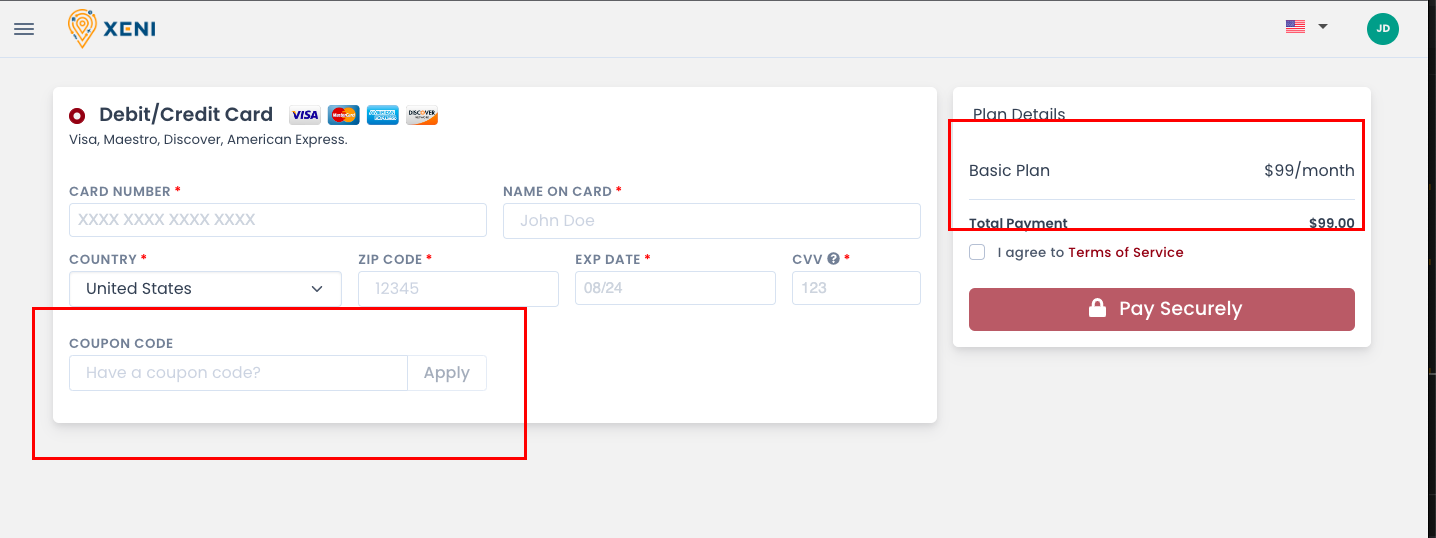 XENI
JD
Debit/Credit Card VISA MasterCard AMERICAN EXPRESS DISCOVER
Visa, Maestro, Discover, American Express.
CARD NUMBER *
XXXX XXXX XXXX XXXX
NAME ON CARD *
John Doe
COUNTRY *
United States
ZIP CODE *
12345
EXP DATE *
08/24
CVV ? *
123
COUPON CODE
Have a coupon code? Apply
Plan Details
Basic Plan $99/month
Total Payment $99.00
I agree to Terms of Service
Pay Securely